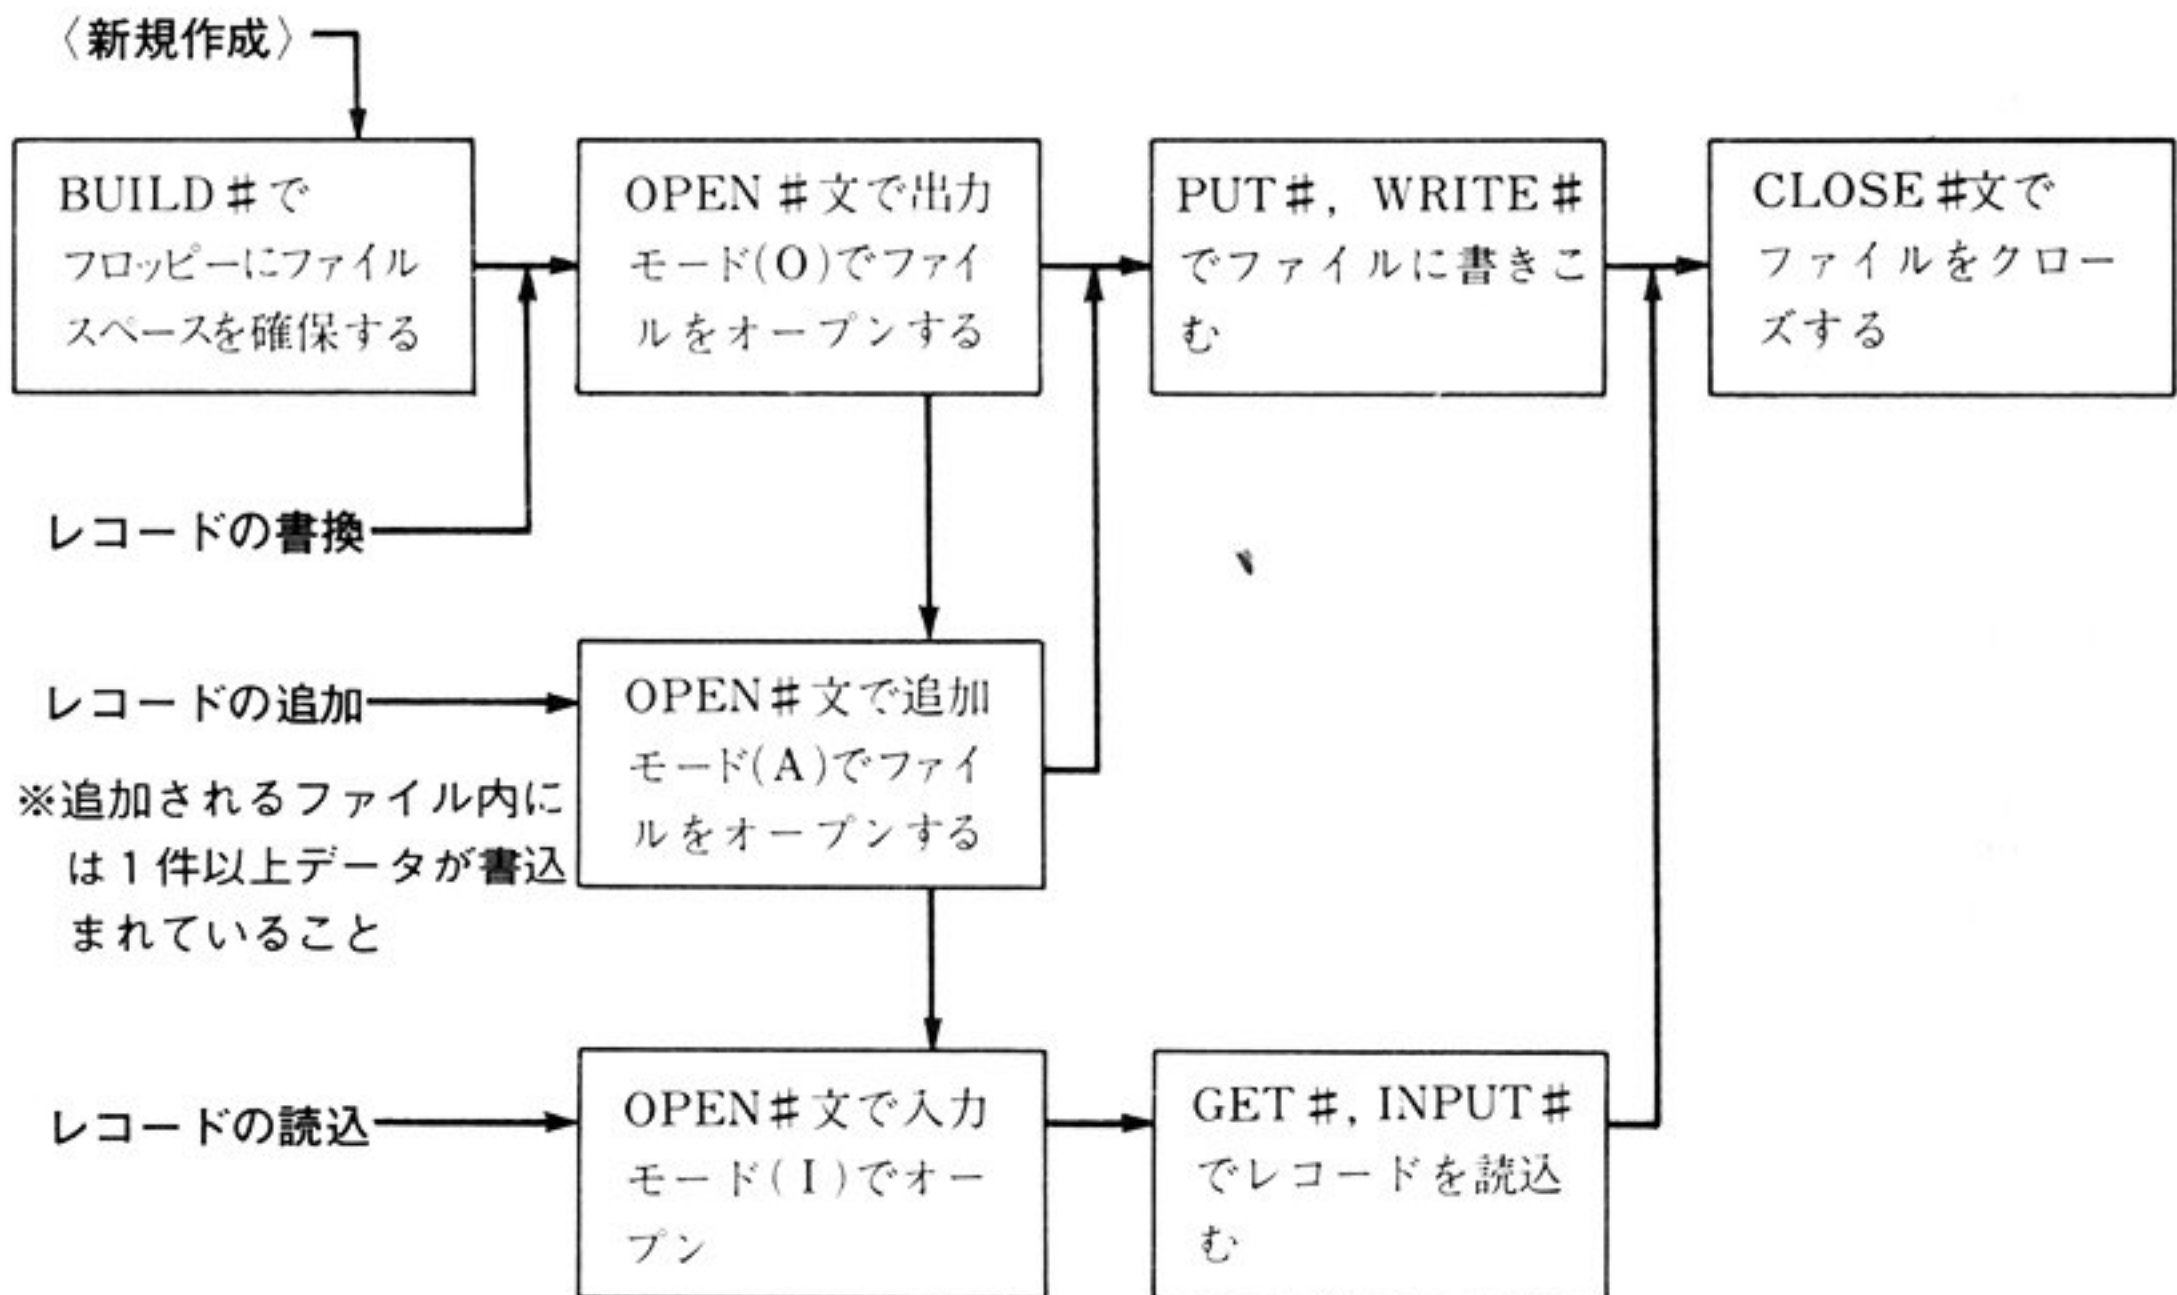 〈新規作成〉
BUILD♯で
フロッピーにファイル
スペースを確保する
OPEN♯文で出力
モード(O)でファイ
ルをオープンする
PUT♯, WRITE♯
でファイルに書きこ
む
CLOSE♯文で
ファイルをクロー
ズする
レコードの書換
レコードの追加
※追加されるファイル内に
は1件以上データが書込
まれていること
OPEN♯文で追加
モード(A)でファイ
ルをオープンする
レコードの読込
OPEN♯文で入力
モード(I)でオー
プン
GET♯, INPUT♯
でレコードを読込
む